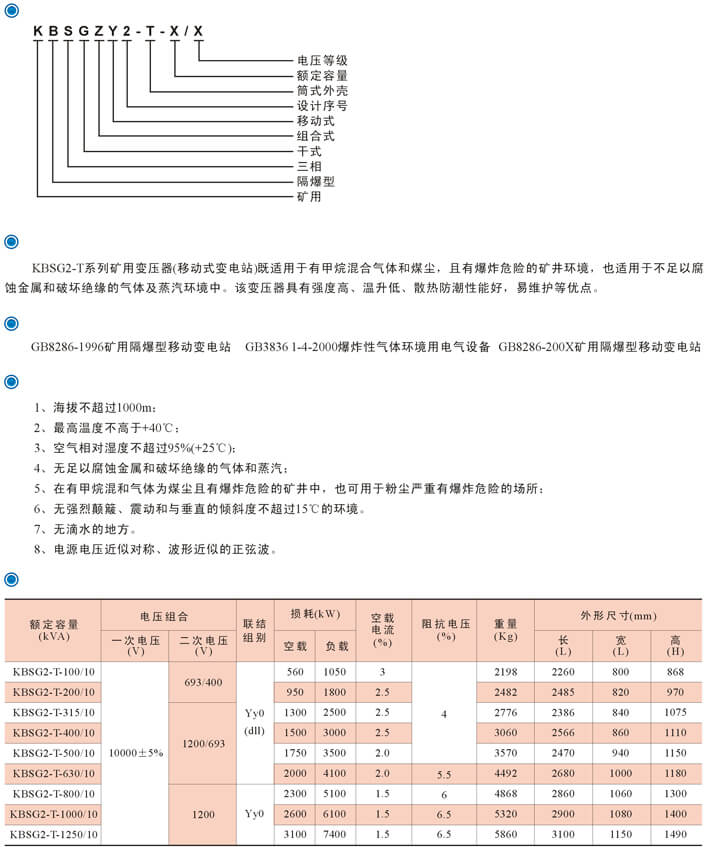 KBSGZY2-T-X/X
电压等级
额定容量
筒式外壳
设计序号
移动式
组合式
干式
三相
隔爆型
矿用
KBSG2-T系列矿用变压器(移动式变电站)既适用于有甲烷混合气体和煤尘，且有爆炸危险的矿井环境，也适用于不足以腐
蚀金属和破坏绝缘的气体及蒸汽环境中。该变压器具有强度高、温升低、散热防潮性能好，易维护等优点。
GB8286-1996矿用隔爆型移动变电站 GB3836 1-4-2000爆炸性气体环境用电气设备 GB8286-200X矿用隔爆型移动变电站
1、海拔不超过1000m；
2、最高温度不高于+40℃；
3、空气相对湿度不超过95%(+25℃)；
4、无足以腐蚀金属和破坏绝缘的气体和蒸汽；
5、在有甲烷混和气体为煤尘且有爆炸危险的矿井中，也可用于粉尘严重有爆炸危险的场所；
6、无强烈颠簸、震动和与垂直的倾斜度不超过15℃的环境。
7、无滴水的地方。
8、电源电压近似对称、波形近似的正弦波。
额定容量(kVA) 电压组合 联结组别 损耗(kW) 空载电流(%) 阻抗电压(%) 重量(Kg) 外形尺寸(mm)
一次电压(V) 二次电压(V) 空载 负载 长(L) 宽(L) 高(H)
KBSG2-T-100/10 10000±5% 693/400 Yy0(dll) 560 1050 3 4 2198 2260 800 868
KBSG2-T-200/10 950 1800 2.5 2482 2485 820 970
KBSG2-T-315/10 1200/693 1300 2500 2.5 2776 2386 840 1075
KBSG2-T-400/10 1500 3000 2.5 3060 2566 860 1110
KBSG2-T-500/10 1750 3500 2.0 3570 2470 940 1150
KBSG2-T-630/10 2000 4100 2.0 5.5 4492 2680 1000 1180
KBSG2-T-800/10 1200 Yy0 2300 5100 1.5 6 4868 2860 1060 1300
KBSG2-T-1000/10 2600 6100 1.5 6.5 5320 2900 1080 1400
KBSG2-T-1250/10 3100 7400 1.5 6.5 5860 3100 1150 1490